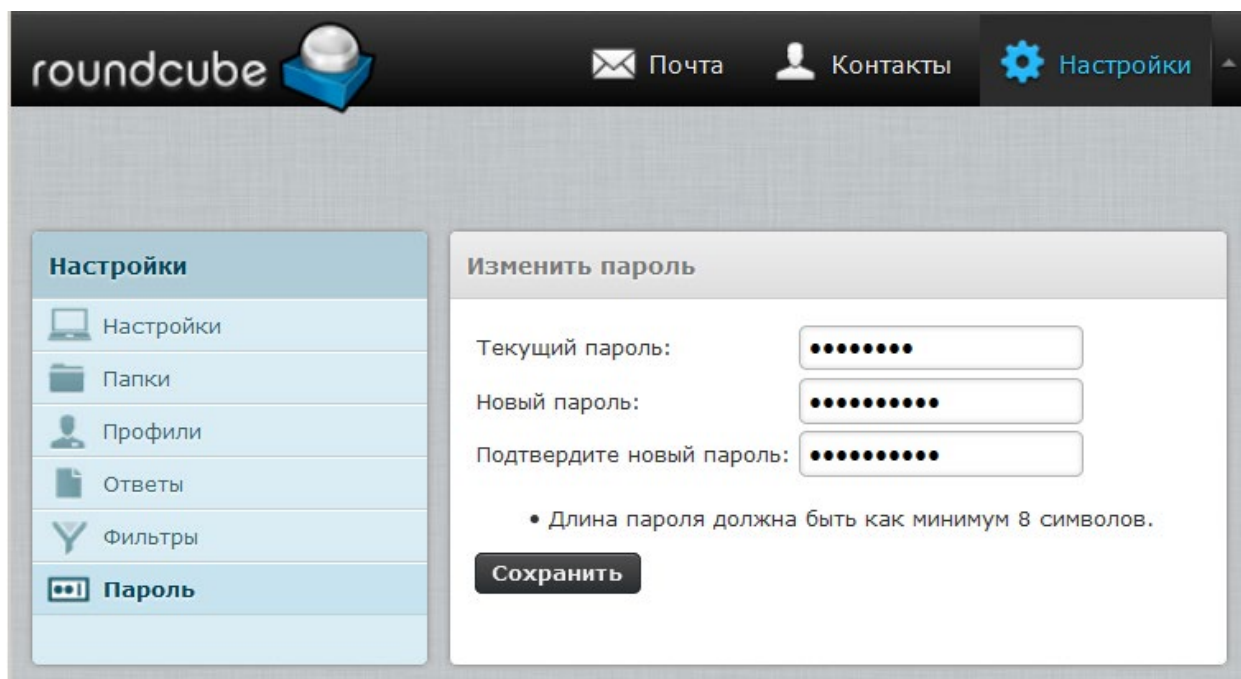 roundcube
Почта
Контакты
Настройки
Настройки
Настройки
Папки
Профили
Ответы
Фильтры
Пароль
Изменить пароль
Текущий пароль: ••••••••
Новый пароль: ••••••••••
Подтвердите новый пароль: ••••••••••
• Длина пароля должна быть как минимум 8 символов.
Сохранить